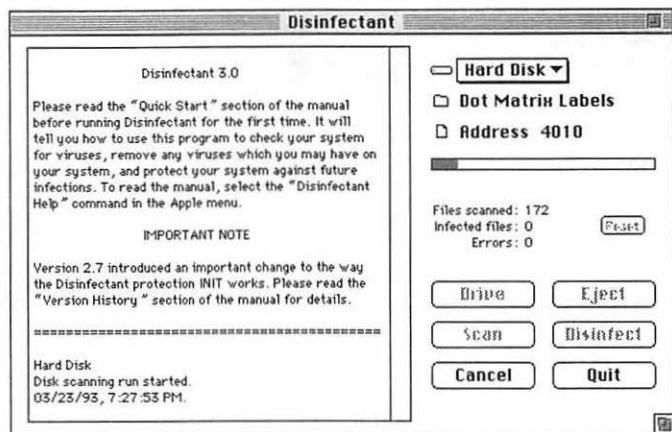 Disinfectant
Disinfectant 3.0
Please read the "Quick Start" section of the manual
before running Disinfectant for the first time. It will
tell you how to use this program to check your system
for viruses, remove any viruses which you may have on
your system, and protect your system against future
infections. To read the manual, select the "Disinfectant
Help" command in the Apple menu.
IMPORTANT NOTE
Version 2.7 introduced an important change to the way
the Disinfectant protection INIT works. Please read the
"Version History" section of the manual for details.
============================================
Hard Disk
Disk scanning run started.
03/23/93, 7:27:53 PM.
Hard Disk
Dot Matrix Labels
Address 4010
Files scanned: 172
Infected files: 0
Errors: 0
Reset
Drive
Eject
Scan
Disinfect
Cancel
Quit